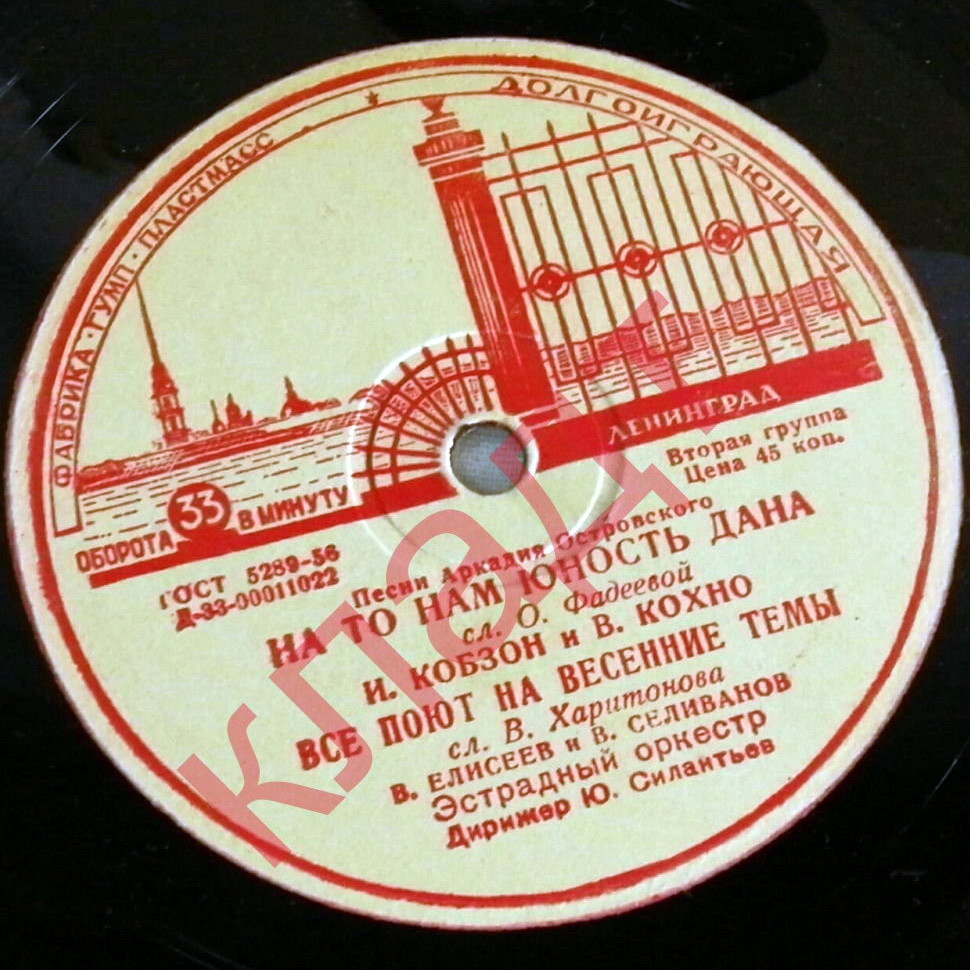 ФАБРИКА · ГУМП · ПЛАСТМАСС
ДОЛГОИГРАЮЩАЯ
ЛЕНИНГРАД
33 ОБОРОТА В МИНУТУ
Вторая группа
Цена 45 коп.
ГОСТ 5289-56
Д-33-00011022
Песни Аркадия Островского
НА ТО НАМ ЮНОСТЬ ДАНА
сл. О. Фадеевой
И. КОБЗОН и В. КОХНО
ВСЕ ПОЮТ НА ВЕСЕННИЕ ТЕМЫ
сл. В. Харитонова
В. ЕЛИСЕЕВ и В. СЕЛИВАНОВ
Эстрадный оркестр
Дирижер Ю. Силантьев